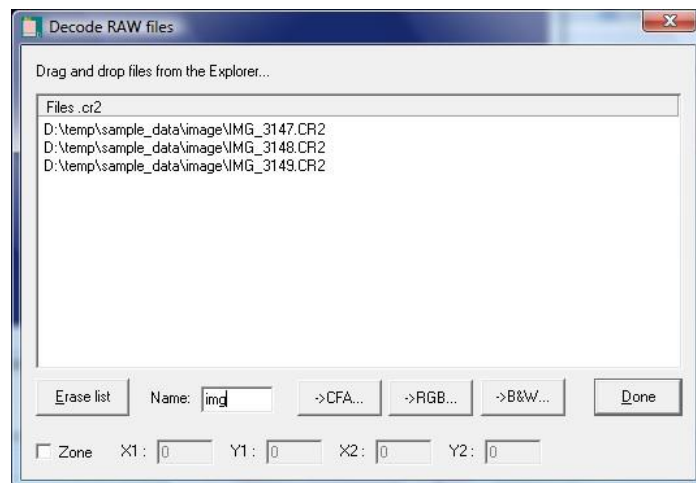 Decode RAW files
Drag and drop files from the Explorer...
Files .cr2
D:\temp\sample_data\image\IMG_3147.CR2
D:\temp\sample_data\image\IMG_3148.CR2
D:\temp\sample_data\image\IMG_3149.CR2
Erase list Name: img ->CFA... ->RGB... ->B&W... Done
Zone X1 : 0 Y1 : 0 X2 : 0 Y2 : 0